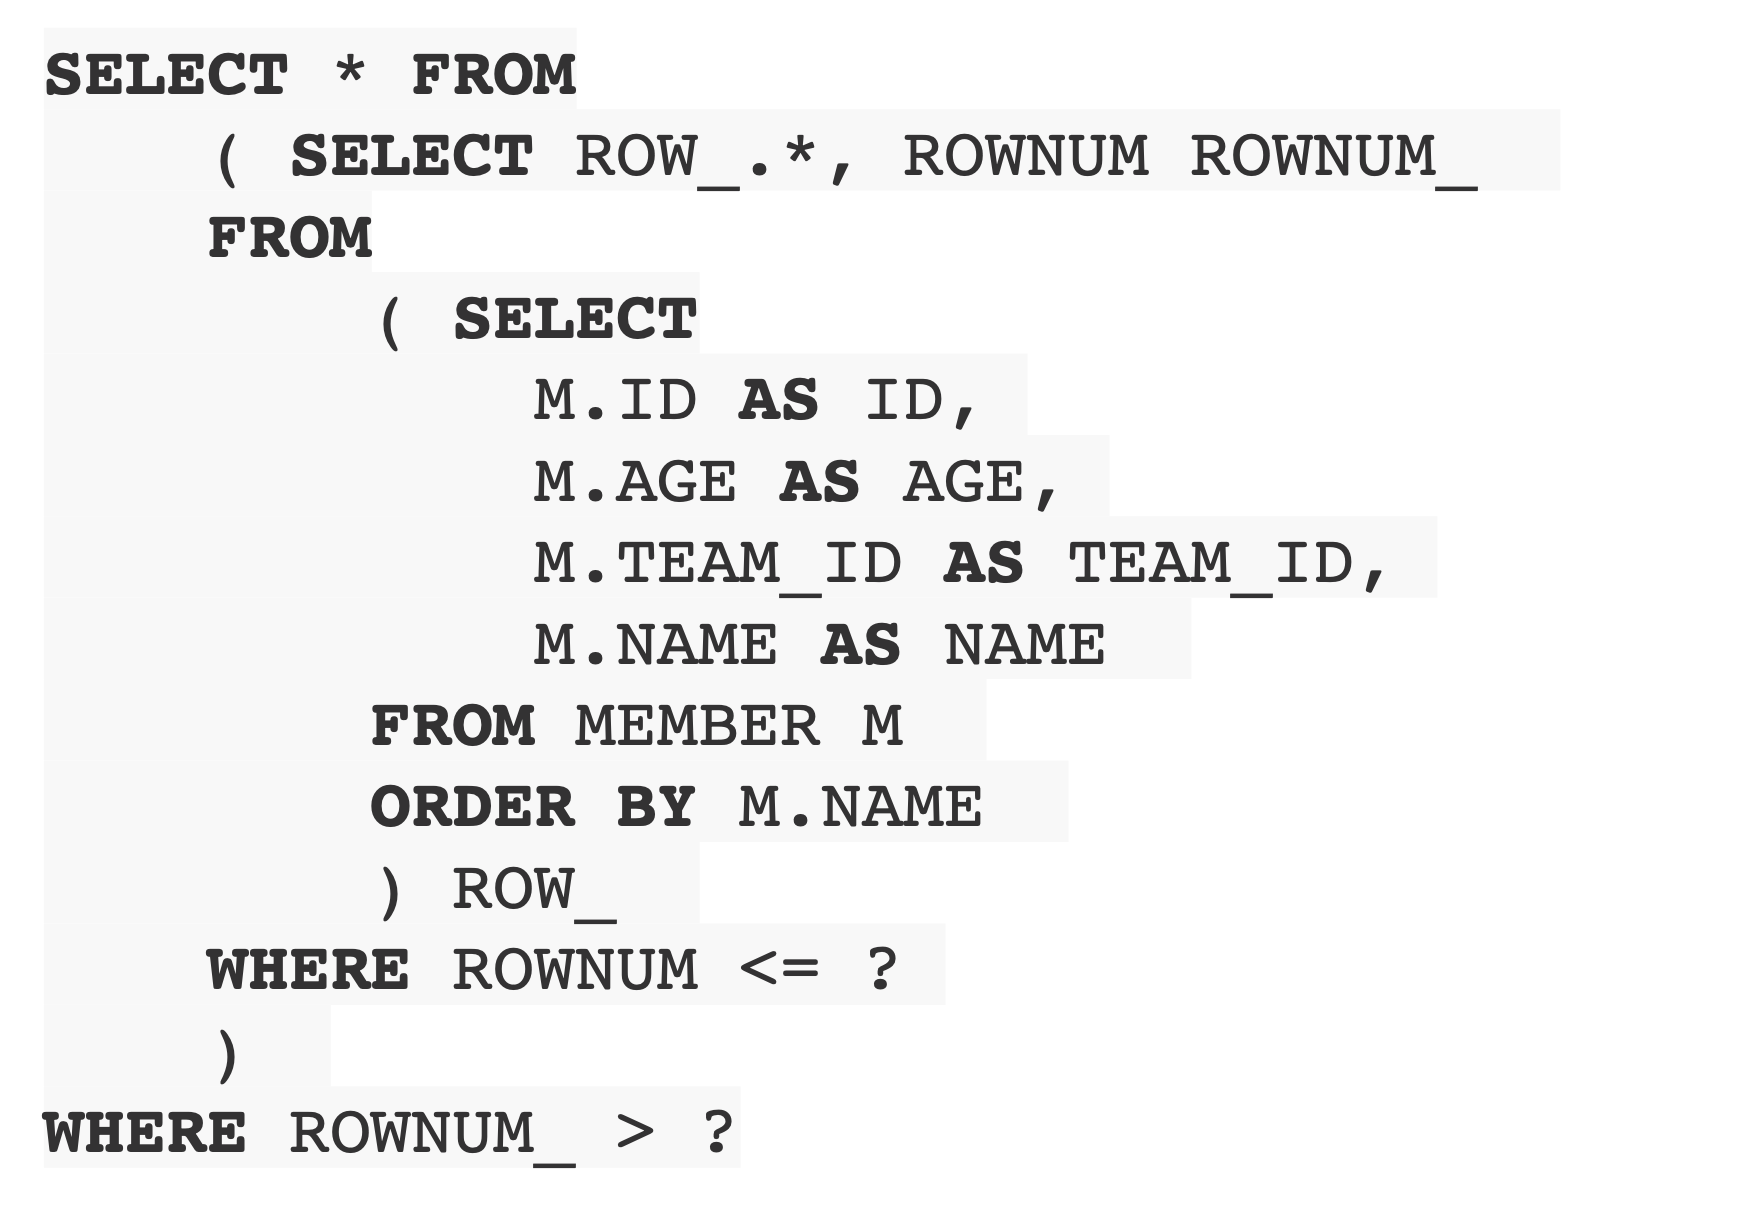 SELECT * FROM
( SELECT ROW_.*, ROWNUM ROWNUM_
FROM
( SELECT
M.ID AS ID,
M.AGE AS AGE,
M.TEAM_ID AS TEAM_ID,
M.NAME AS NAME
FROM MEMBER M
ORDER BY M.NAME
) ROW_
WHERE ROWNUM <= ?
)
WHERE ROWNUM_ > ?